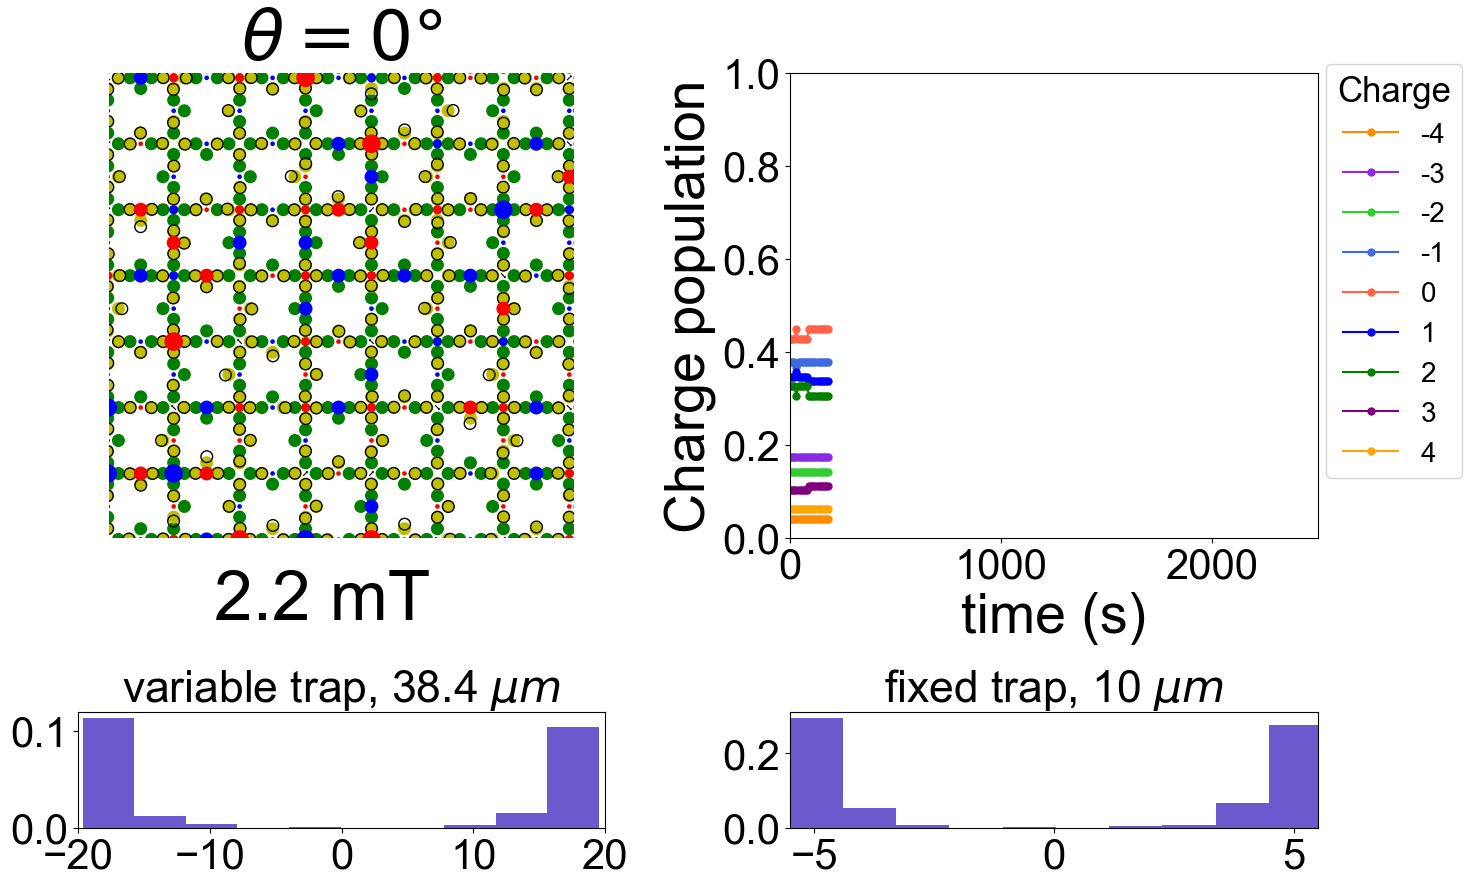 θ = 0°
2.2 mT
Charge population
1.0
0.8
0.6
0.4
0.2
0.0
0 1000 2000
time (s)
Charge
-4
-3
-2
-1
0
1
2
3
4
variable trap, 38.4 μm
0.1
0.0
−20 −10 0 10 20
fixed trap, 10 μm
0.2
0.0
−5 0 5